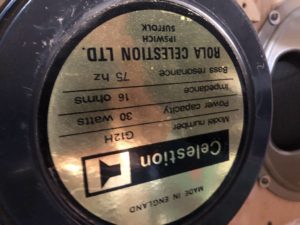 MADE IN ENGLAND
Celestion
Model number G12H
Power capacity 30 watts
Impedance 16 ohms
Bass resonance 75 hz
ROLA CELESTION LTD.
IPSWICH
SUFFOLK